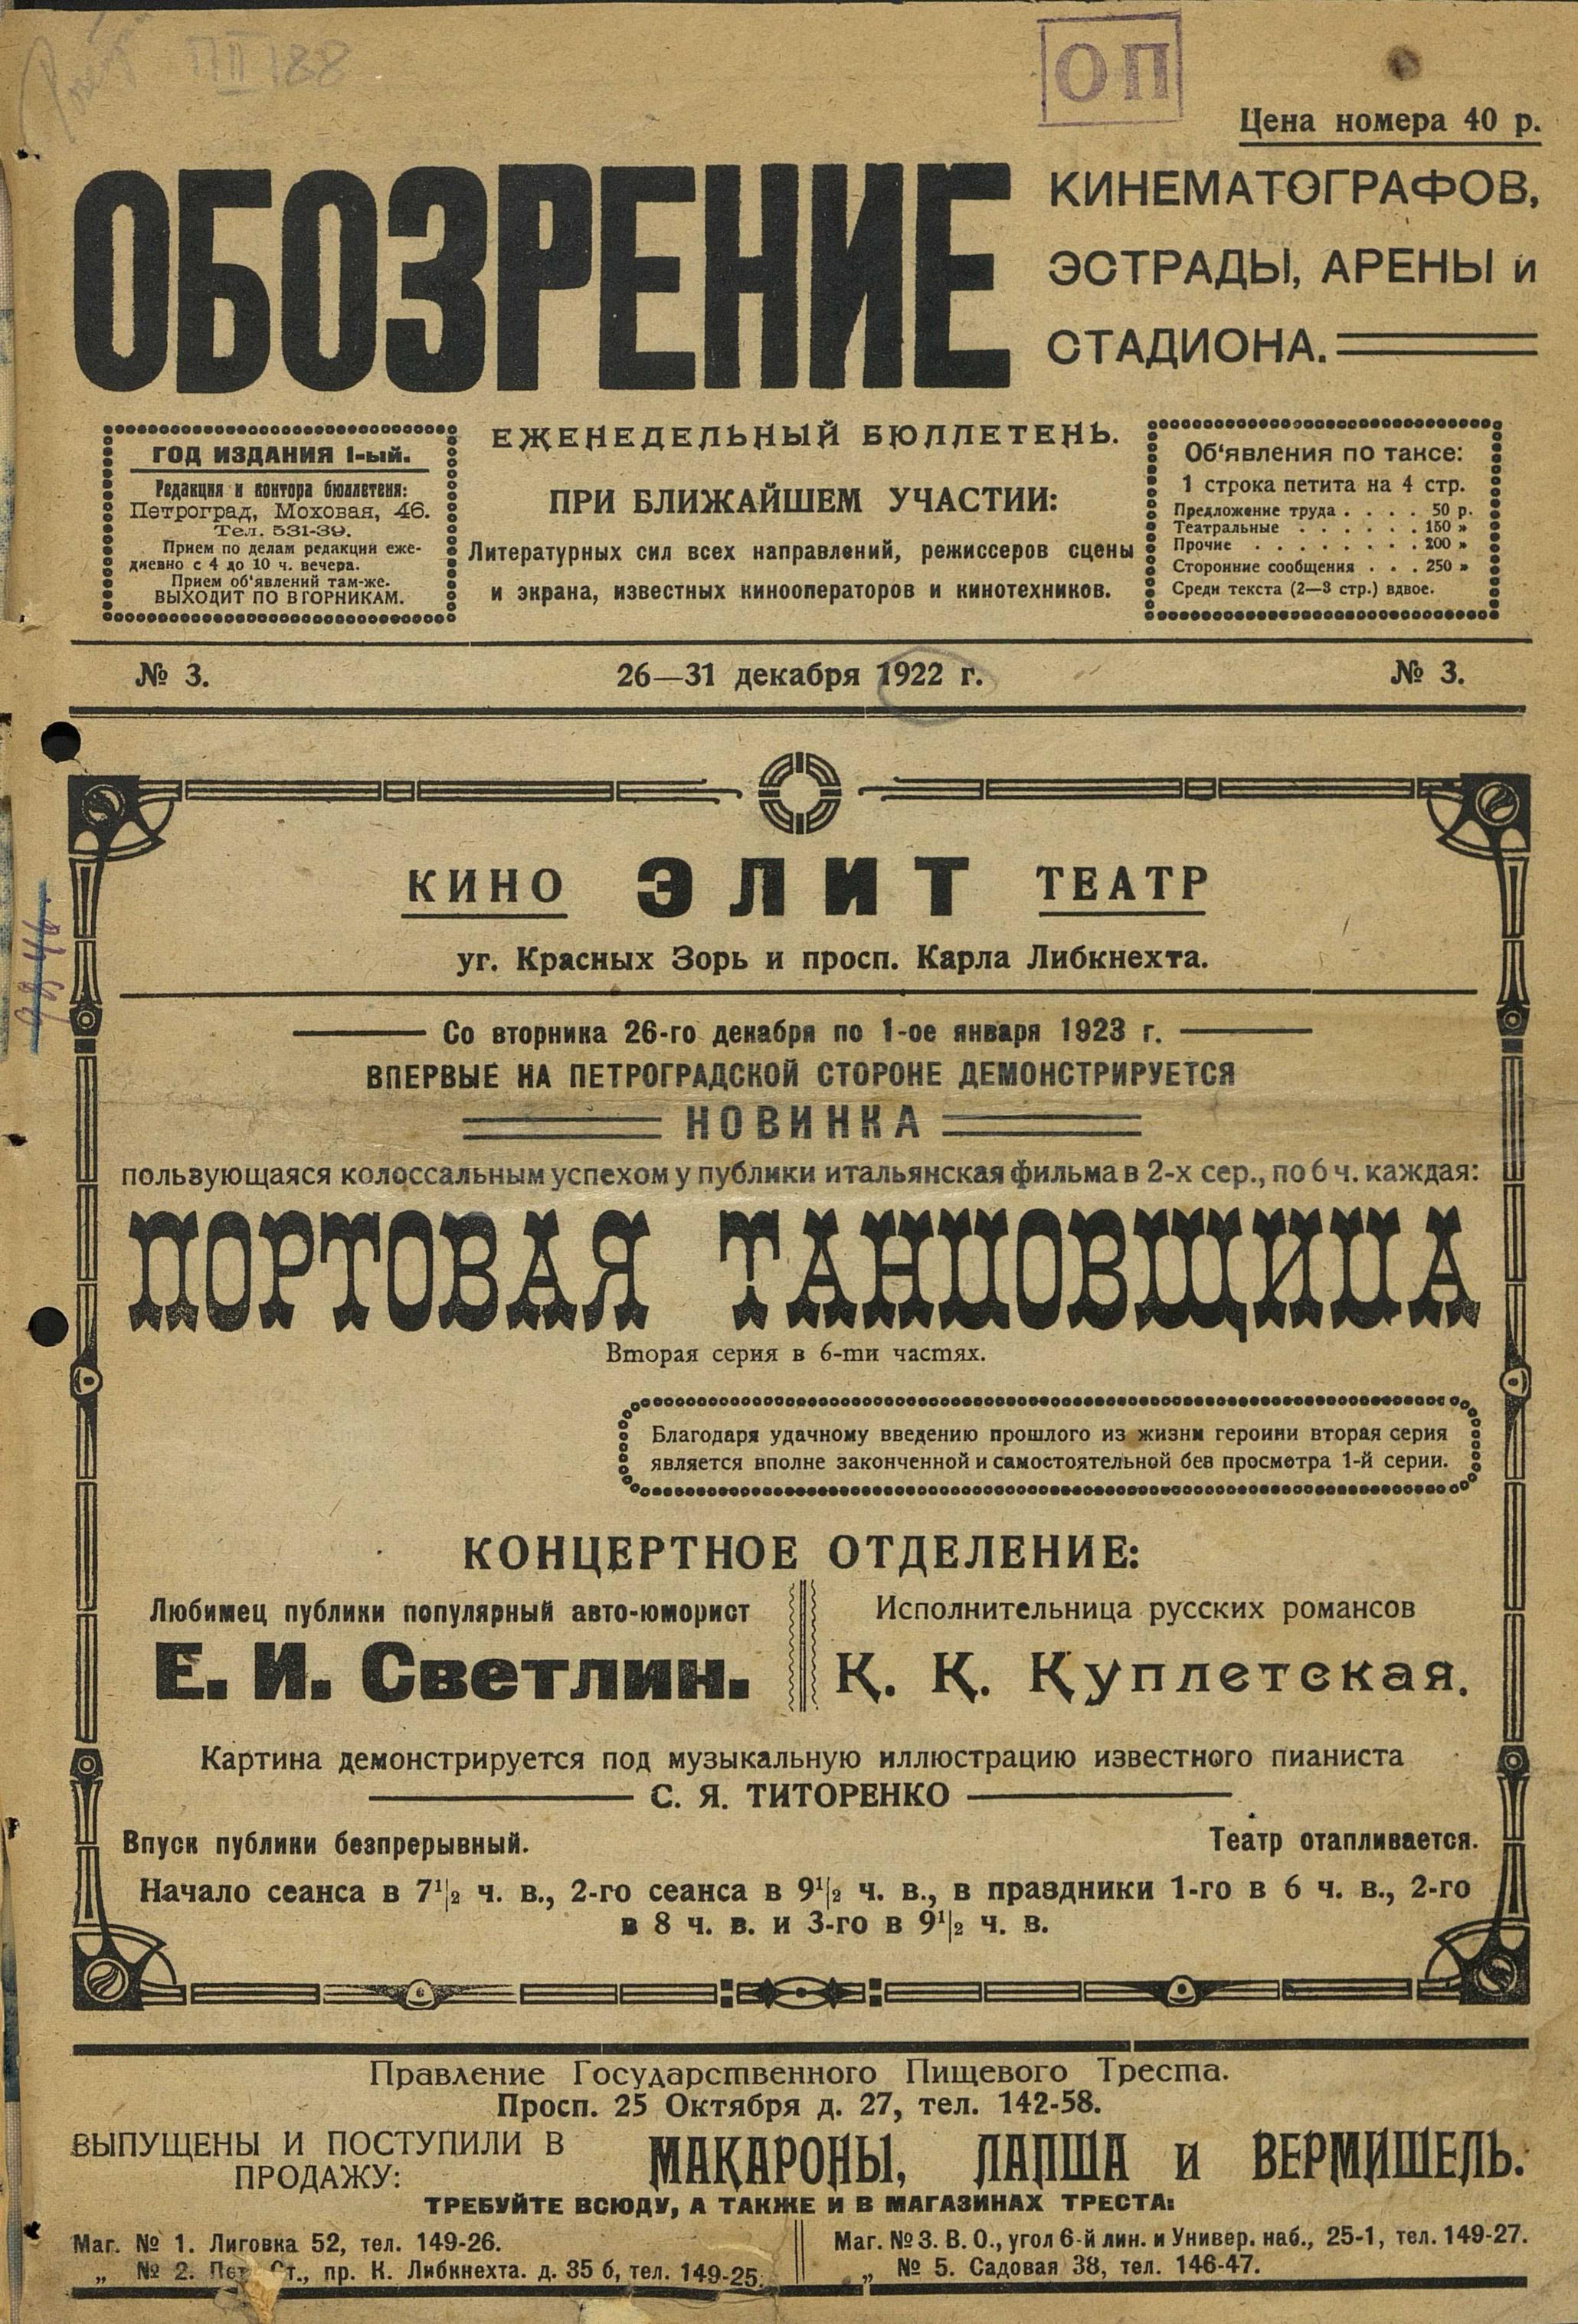 ПII 188
ОП
Цена номера 40 р.
ОБОЗРЕНИЕ
КИНЕМАТОГРАФОВ,
ЭСТРАДЫ, АРЕНЫ и
СТАДИОНА.
ГОД ИЗДАНИЯ 1-ый.
Редакция и контора бюллетеня:
Петроград, Моховая, 46.
Тел. 531-39.
Прием по делам редакции еже-
дневно с 4 до 10 ч. вечера.
Прием об'явлений там-же.
ВЫХОДИТ ПО ВТОРНИКАМ.
ЕЖЕНЕДЕЛЬНЫЙ БЮЛЛЕТЕНЬ.
ПРИ БЛИЖАЙШЕМ УЧАСТИИ:
Литературных сил всех направлений, режиссеров сцены
и экрана, известных кинооператоров и кинотехников.
Об'явления по таксе:
1 строка петита на 4 стр.
Предложение труда . . . . 50 р.
Театральные . . . . . . 150 »
Прочие . . . . . . . . 200 »
Сторонние сообщения . . . 250 »
Среди текста (2—3 стр.) вдвое.
№ 3. 26—31 декабря 1922 г. № 3.
КИНО ЭЛИТ ТЕАТР
уг. Красных Зорь и просп. Карла Либкнехта.
Со вторника 26-го декабря по 1-ое января 1923 г.
ВПЕРВЫЕ НА ПЕТРОГРАДСКОЙ СТОРОНЕ ДЕМОНСТРИРУЕТСЯ
НОВИНКА
пользующаяся колоссальным успехом у публики итальянская фильма в 2-х сер., по 6 ч. каждая:
ПОРТОВАЯ ТАНЦОВЩИЦА
Вторая серия в 6-ти частях.
Благодаря удачному введению прошлого из жизни героини вторая серия
является вполне законченной и самостоятельной бев просмотра 1-й серии.
КОНЦЕРТНОЕ ОТДЕЛЕНИЕ:
Любимец публики популярный авто-юморист
Е. И. Светлин.
Исполнительница русских романсов
К. К. Куплетская.
Картина демонстрируется под музыкальную иллюстрацию известного пианиста
С. Я. ТИТОРЕНКО
Впуск публики безпрерывный. Театр отапливается.
Начало сеанса в 7½ ч. в., 2-го сеанса в 9½ ч. в., в праздники 1-го в 6 ч. в., 2-го
в 8 ч. в. и 3-го в 9½ ч. в.
Правление Государственного Пищевого Треста.
Просп. 25 Октября д. 27, тел. 142-58.
ВЫПУЩЕНЫ И ПОСТУПИЛИ В
ПРОДАЖУ:
МАКАРОНЫ, ЛАПША и ВЕРМИШЕЛЬ.
ТРЕБУЙТЕ ВСЮДУ, А ТАКЖЕ И В МАГАЗИНАХ ТРЕСТА:
Маг. № 1. Лиговка 52, тел. 149-26.
„ № 2. Ст., пр. К. Либкнехта. д. 35 б, тел. 149-25.
Маг. № 3. В. О., угол 6-й лин. и Универ. наб., 25-1, тел. 149-27.
„ № 5. Садовая 38, тел. 146-47.